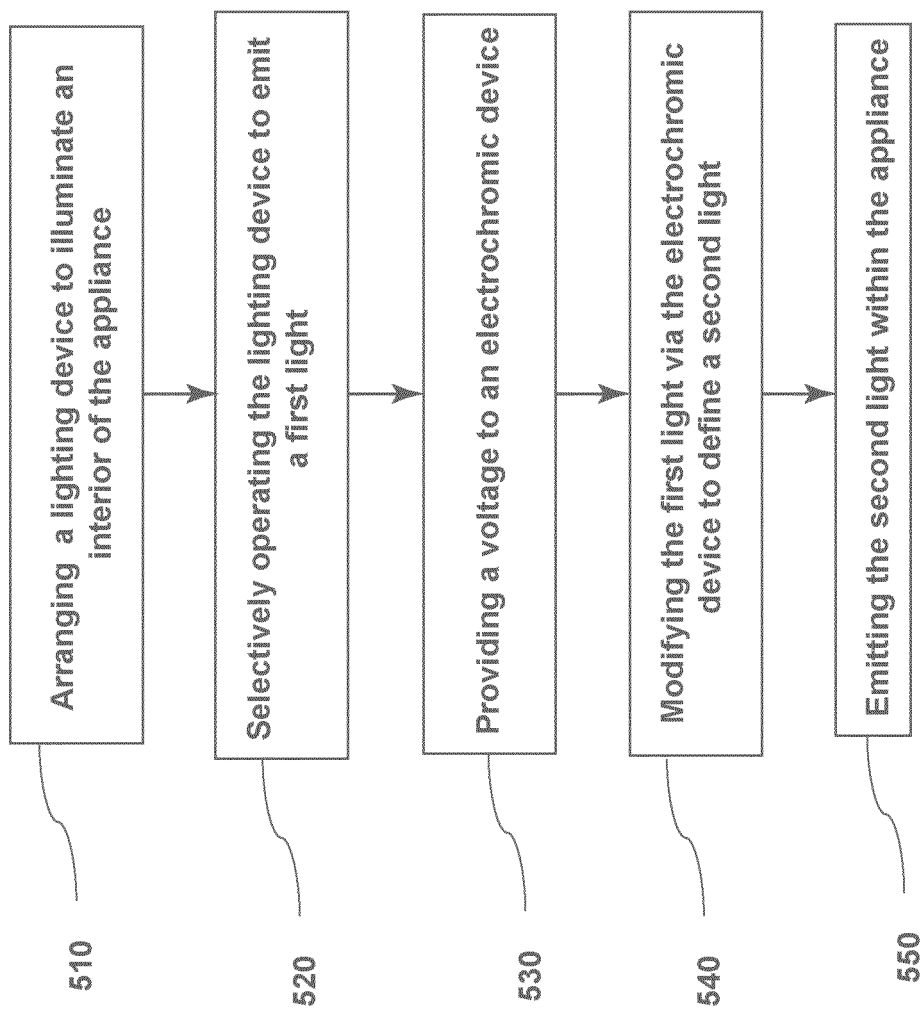 510
Arranging a lighting device to illuminate an
interior of the appliance
520
Selectively operating the lighting device to emit
a first light
530
Providing a voltage to an electrochromic device
540
Modifying the first light via the electrochromic
device to define a second light
550
Emitting the second light within the appliance